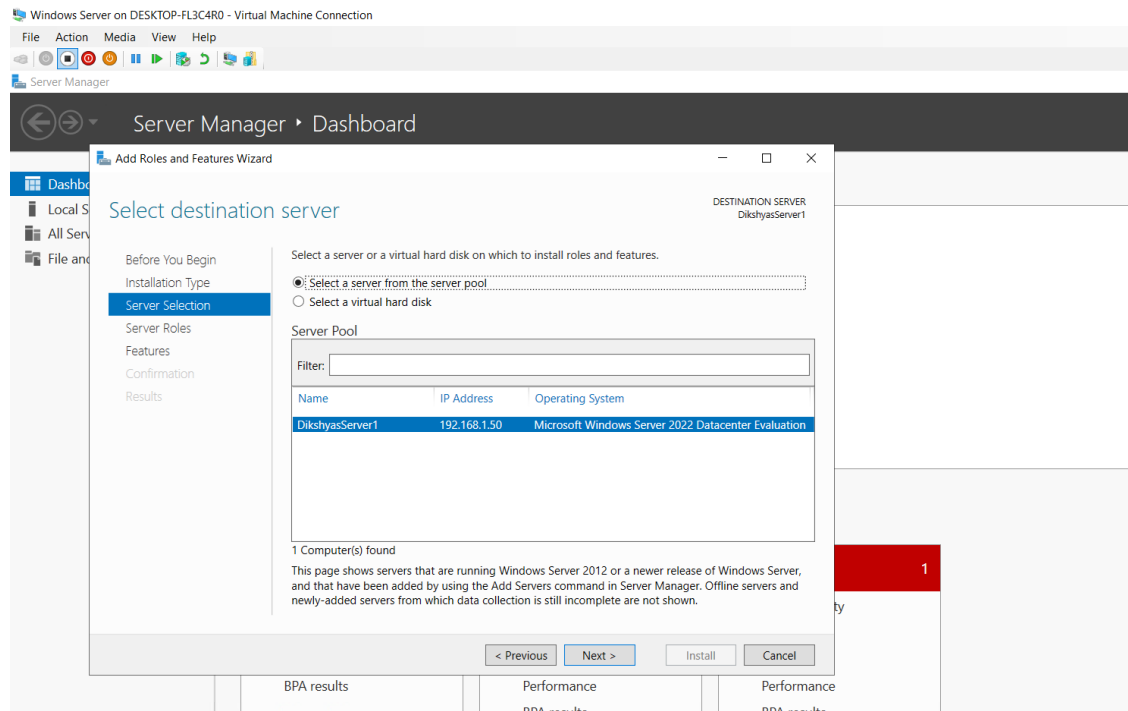 Windows Server on DESKTOP-FL3C4R0 - Virtual Machine Connection
File Action Media View Help
Server Manager
Server Manager • Dashboard
Add Roles and Features Wizard
Dashbo
Local S
All Serv
File and
Select destination server
DESTINATION SERVER
DikshyasServer1
Before You Begin
Installation Type
Server Selection
Server Roles
Features
Confirmation
Results
Select a server or a virtual hard disk on which to install roles and features.
Select a server from the server pool
Select a virtual hard disk
Server Pool
Filter:
Name IP Address Operating System
DikshyasServer1 192.168.1.50 Microsoft Windows Server 2022 Datacenter Evaluation
1 Computer(s) found
This page shows servers that are running Windows Server 2012 or a newer release of Windows Server,
and that have been added by using the Add Servers command in Server Manager. Offline servers and
newly-added servers from which data collection is still incomplete are not shown.
< Previous Next > Install Cancel
1
ty
BPA results Performance Performance
BPA results BPA results